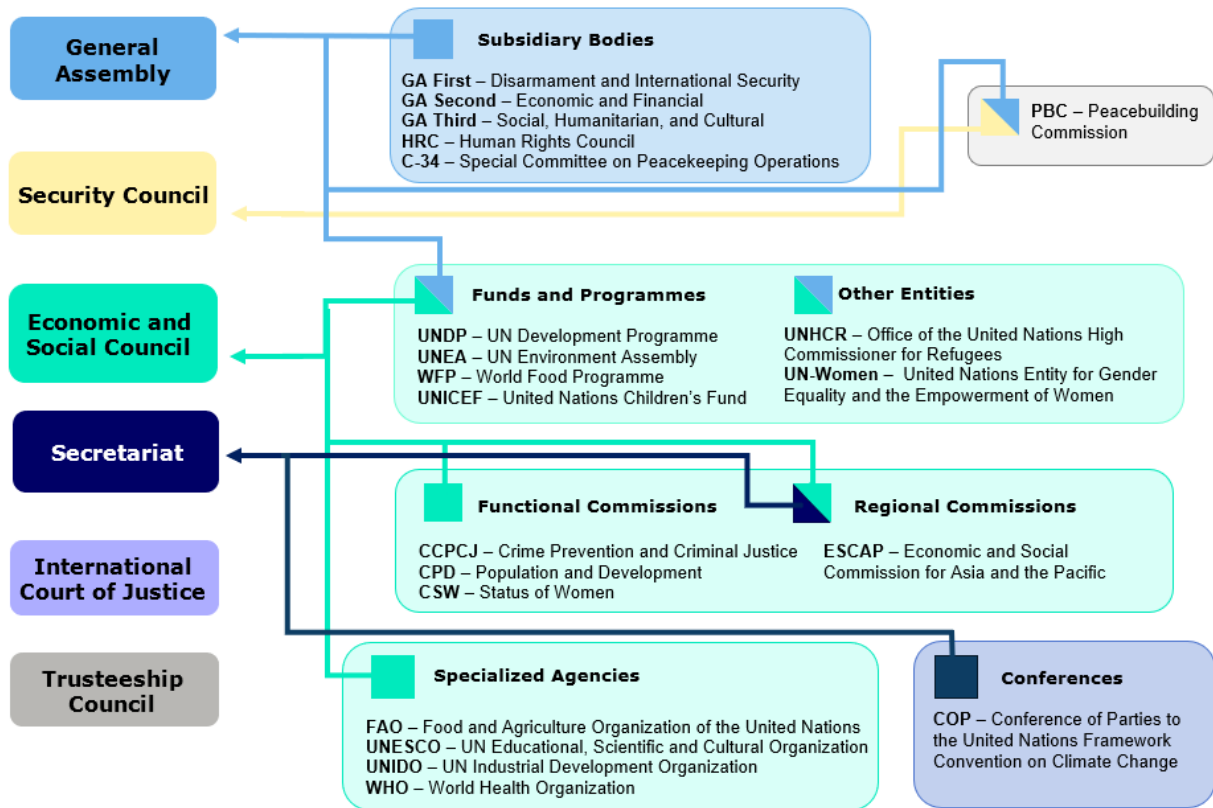 General
Assembly
Security Council
Economic and
Social Council
Secretariat
International
Court of Justice
Trusteeship
Council
Subsidiary Bodies
GA First – Disarmament and International Security
GA Second – Economic and Financial
GA Third – Social, Humanitarian, and Cultural
HRC – Human Rights Council
C-34 – Special Committee on Peacekeeping Operations
PBC – Peacebuilding
Commission
Funds and Programmes
UNDP – UN Development Programme
UNEA – UN Environment Assembly
WFP – World Food Programme
UNICEF – United Nations Children’s Fund
Other Entities
UNHCR – Office of the United Nations High
Commissioner for Refugees
UN-Women – United Nations Entity for Gender
Equality and the Empowerment of Women
Functional Commissions
CCPCJ – Crime Prevention and Criminal Justice
CPD – Population and Development
CSW – Status of Women
Regional Commissions
ESCAP – Economic and Social
Commission for Asia and the Pacific
Specialized Agencies
FAO – Food and Agriculture Organization of the United Nations
UNESCO – UN Educational, Scientific and Cultural Organization
UNIDO – UN Industrial Development Organization
WHO – World Health Organization
Conferences
COP – Conference of Parties to
the United Nations Framework
Convention on Climate Change